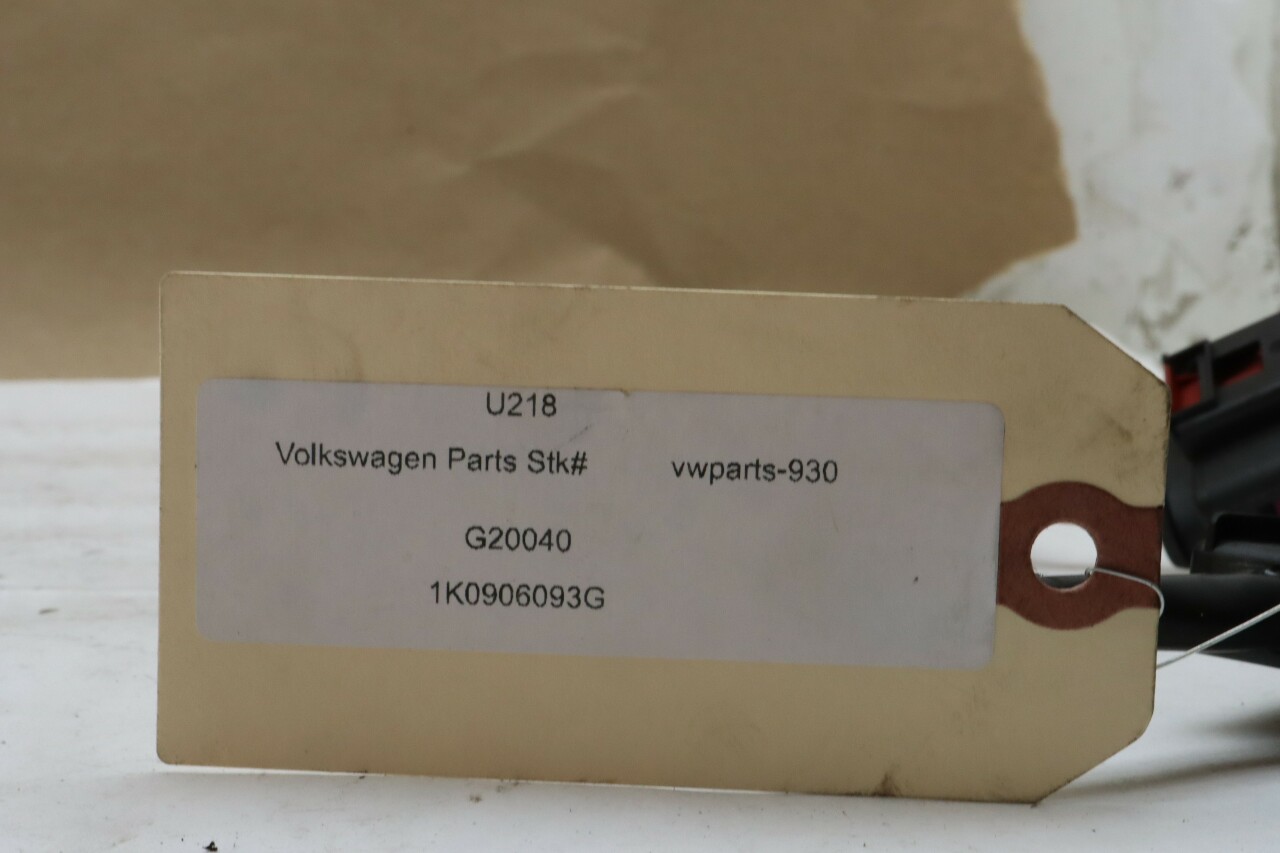 U218
Volkswagen Parts Stk# vwparts-930
G20040
1K0906093G